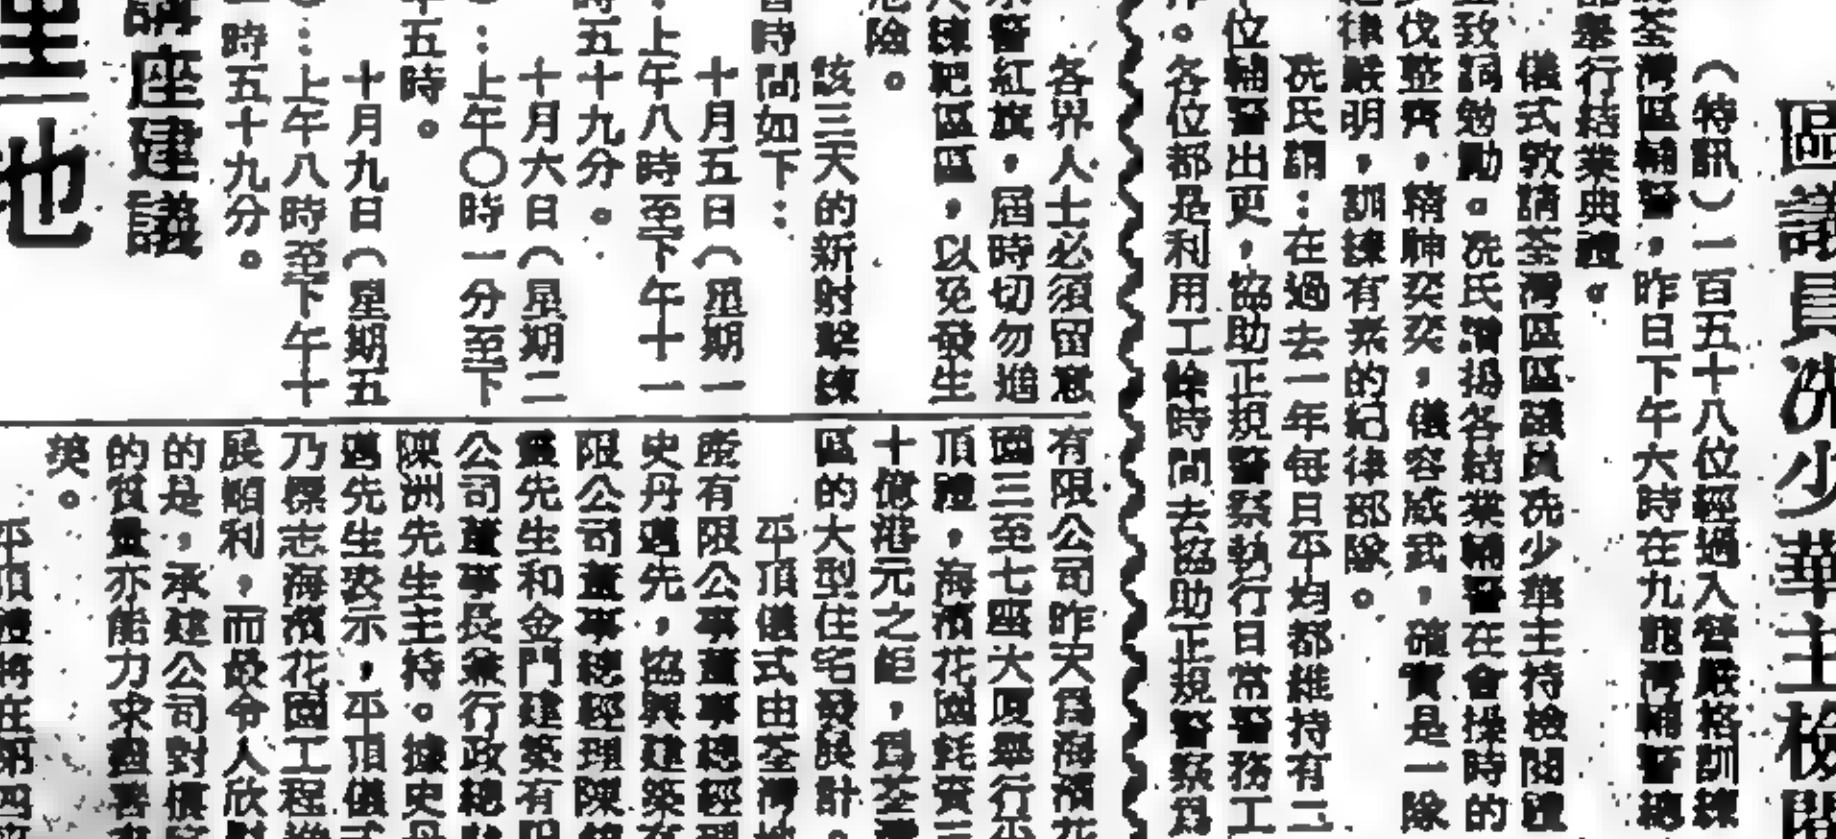 區議員冼少華主檢閱
（特訊）一百五十八位經過入營嚴格訓練
荃灣區輔警，昨日下午六時在九龍灣輔警總
部舉行結業典禮。
儀式敦請荃灣區區議員冼少華主持檢閱禮
致詞勉勵。冼氏讚揚各結業輔警在會操時的
步伐整齊，精神奕奕，儀容威武，確實是一隊
紀律嚴明，訓練有素的紀律部隊。
冼氏謂：在過去一年每日平均都維持有二
位輔警出更，協助正規警察執行日常警務工
作。各位都是利用工餘時間去協助正規警察
各界人士必須留意
示警紅旗，屆時切勿
練靶區區，以免發生
危險。
該三天的新射擊練
習時間如下：
十月五日（星期一
：上午八時至下午十一
時五十九分。
十月六日（星期二
：上午〇時一分至下
午五時。
十月九日（星期五
：上午八時至下午十
一時五十九分。
講座建議
里一地
有限公司昨天為海濱花
園三至七座大廈舉行
頂禮，海濱花園耗資
十億港元之鉅，為荃
區的大型住宅發展計
平頂儀式由荃灣
產有限公司董事總經理
史丹邁先，協興建築有
限公司董事總經理陳
先生和金門建築有限
公司董事長兼行政總
陳洲先生主持。據史丹
邁先生表示，平頂儀式
乃標志海濱花園工程進
展順利，而最令人欣慰
的是，承建公司對
的質量亦能力求盡善
美。
平頂禮將在第四